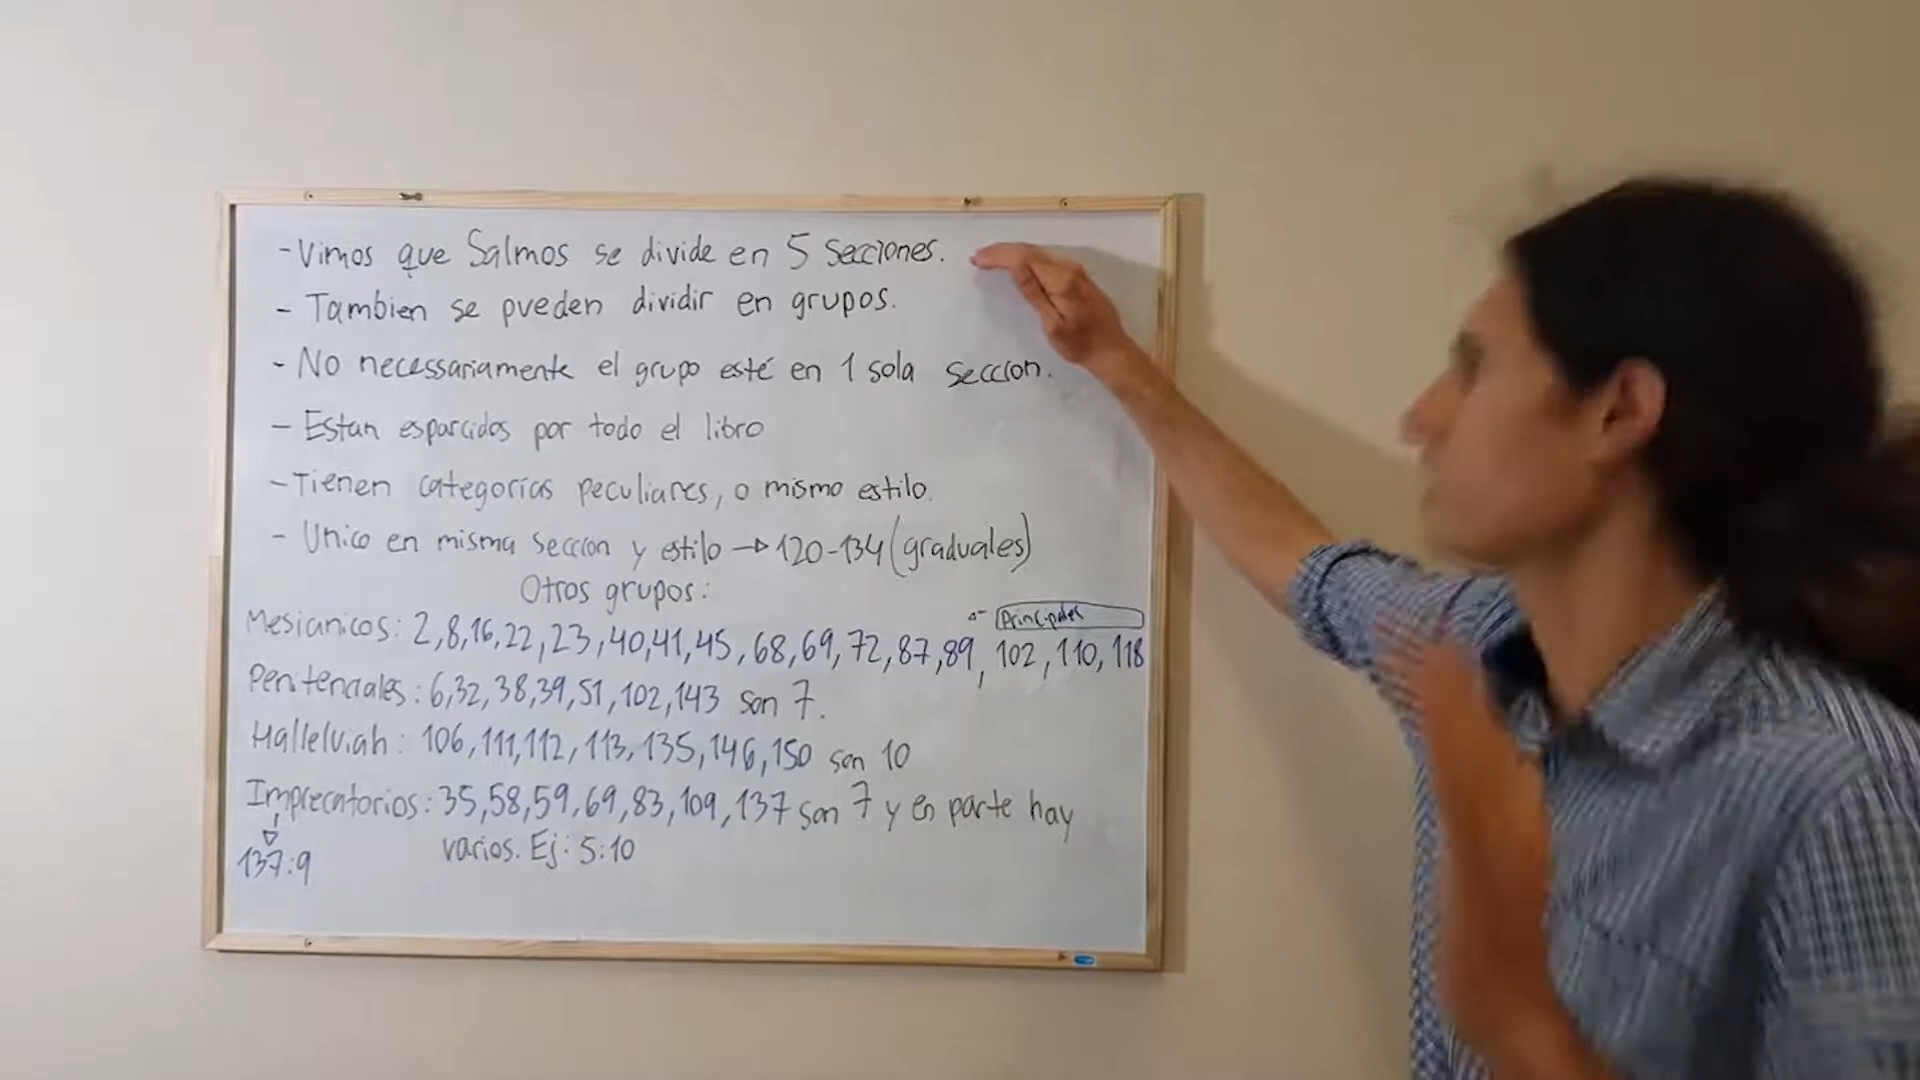 - Vimos que Salmos se divide en 5 secciones.
- Tambien se pueden dividir en grupos.
- No necessariamente el grupo esté en 1 sola seccion.
- Estan esparcidos por todo el libro
- Tienen categorías peculiares, o mismo estilo.
- Unico en misma seccion y estilo → 120-134 (graduales)
Otros grupos:
Principales
Mesianicos: 2,8,16,22,23,40,41,45,68,69,72,87,89,102,110,118
Penitenciales: 6,32,38,39,51,102,143 son 7.
Halleluiah: 106,111,112,113,135,146,150 son 10
Imprecatorios: 35,58,59,69,83,109,137 son 7 y en parte hay
varios. Ej: 5:10
137:9